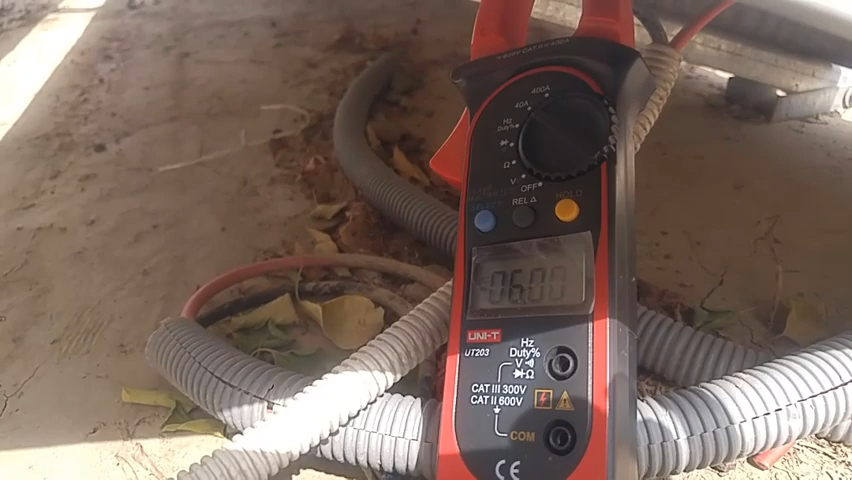 400A
40A
Hz
Duty%
Ω
V
OFF
SELECT
REL Δ
HOLD
06.00
UNI-T
UT203
Hz
Duty%
V
Ω
CAT III 300V
CAT II 600V
COM
CE